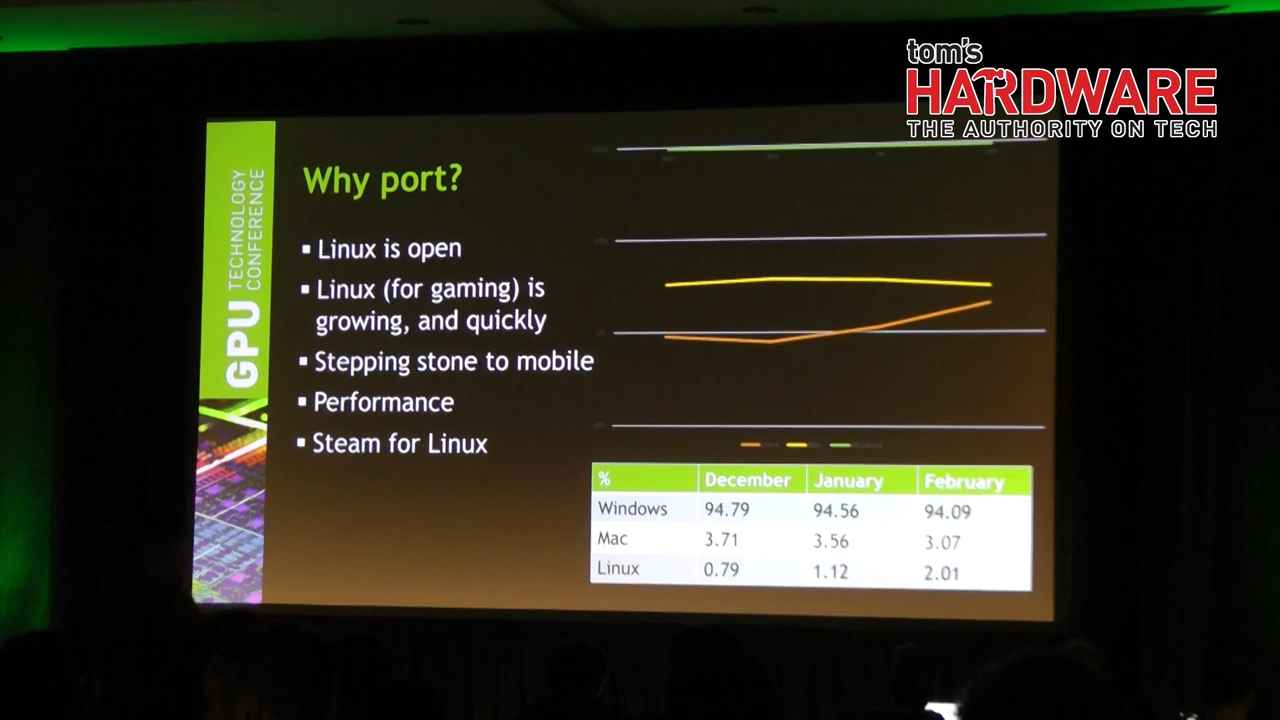 tom's
HARDWARE
THE AUTHORITY ON TECH
GPU TECHNOLOGY
CONFERENCE
Why port?
▪ Linux is open
▪ Linux (for gaming) is
growing, and quickly
▪ Stepping stone to mobile
▪ Performance
▪ Steam for Linux
% December January February
Windows 94.79 94.56 94.09
Mac 3.71 3.56 3.07
Linux 0.79 1.12 2.01